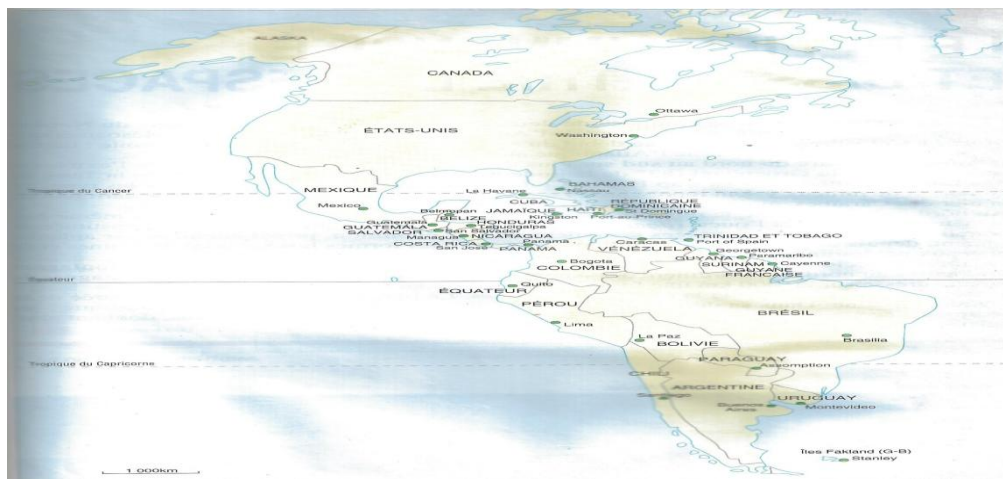 ALASKA
CANADA
Ottawa
ÉTATS-UNIS
Washington
Tropique du Cancer
MEXIQUE
Mexico
La Havane
BAHAMAS
Nassau
CUBA
RÉPUBLIQUE
DOMINICAINE
St Domingue
HAÏTI
Port-au-Prince
JAMAÏQUE
Kingston
Belmopan
BELIZE
Guatemala
GUATEMALA
HONDURAS
Tegucigalpa
SALVADOR
San Salvador
Managua
NICARAGUA
COSTA RICA
San José
Panama
PANAMA
Caracas
VÉNÉZUELA
TRINIDAD ET TOBAGO
Port of Spain
Georgetown
GUYANA
Paramaribo
SURINAM
Cayenne
GUYANE
FRANCAISE
Bogota
COLOMBIE
Equateur
Quito
ÉQUATEUR
PÉROU
Lima
BRÉSIL
Brasilia
La Paz
BOLIVIE
Tropique du Capricorne
PARAGUAY
Assomption
CHILI
ARGENTINE
Santiago
Buenos
Aires
URUGUAY
Montevideo
Îles Fakland (G-B)
Stanley
1 000km